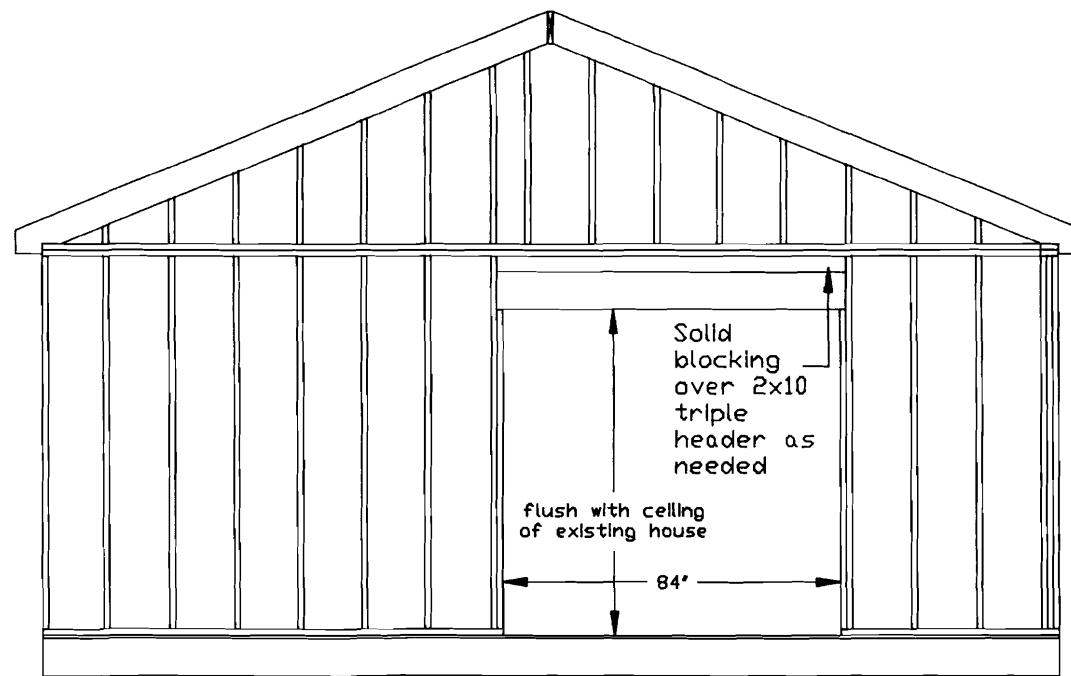 Solid
blocking
over 2x10
triple
header as
needed
flush with ceiling
of existing house
84"